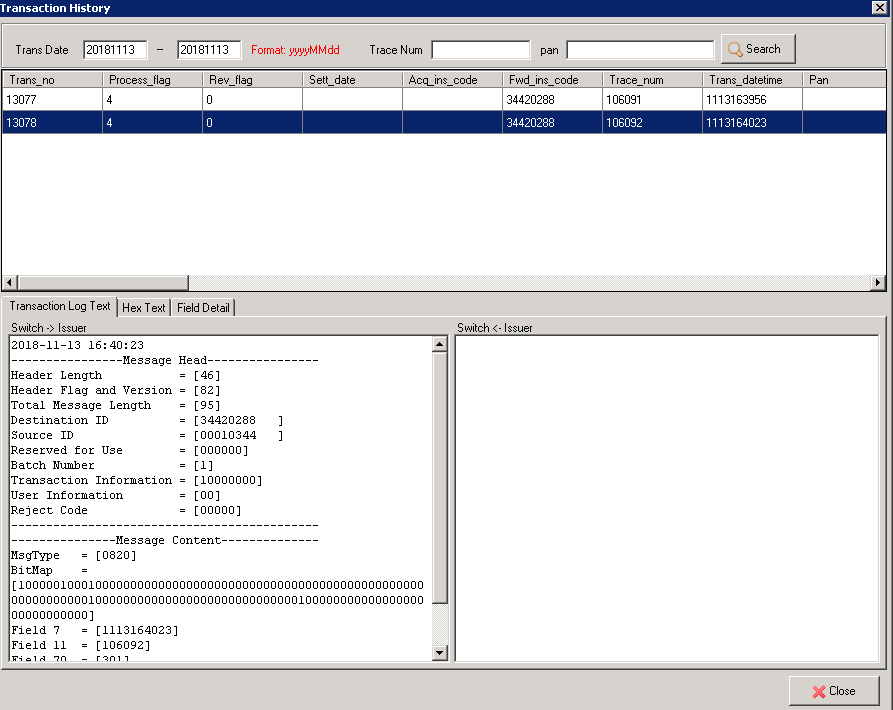 Transaction History
Trans Date 20181113 – 20181113 Format: yyyyMMdd Trace Num pan Search
Trans_no Process_flag Rev_flag Sett_date Acq_ins_code Fwd_ins_code Trace_num Trans_datetime Pan
13077 4 0 34420288 106091 1113163956
13078 4 0 34420288 106092 1113164023
Transaction Log Text Hex Text Field Detail
Switch -> Issuer
2018-11-13 16:40:23
----------------Message Head----------------
Header Length = [46]
Header Flag and Version = [82]
Total Message Length = [95]
Destination ID = [34420288   ]
Source ID = [00010344   ]
Reserved for Use = [000000]
Batch Number = [1]
Transaction Information = [10000000]
User Information = [00]
Reject Code = [00000]
--------------------------------------------
---------------Message Content--------------
MsgType = [0820]
BitMap =
[1000001000100000000000000000000000000000000000000000000000
00000000000100000000000000000000000000000100000000000000000
00000000000]
Field 7 = [1113164023]
Field 11 = [106092]
Field 70 = [301]
Switch <- Issuer
Close